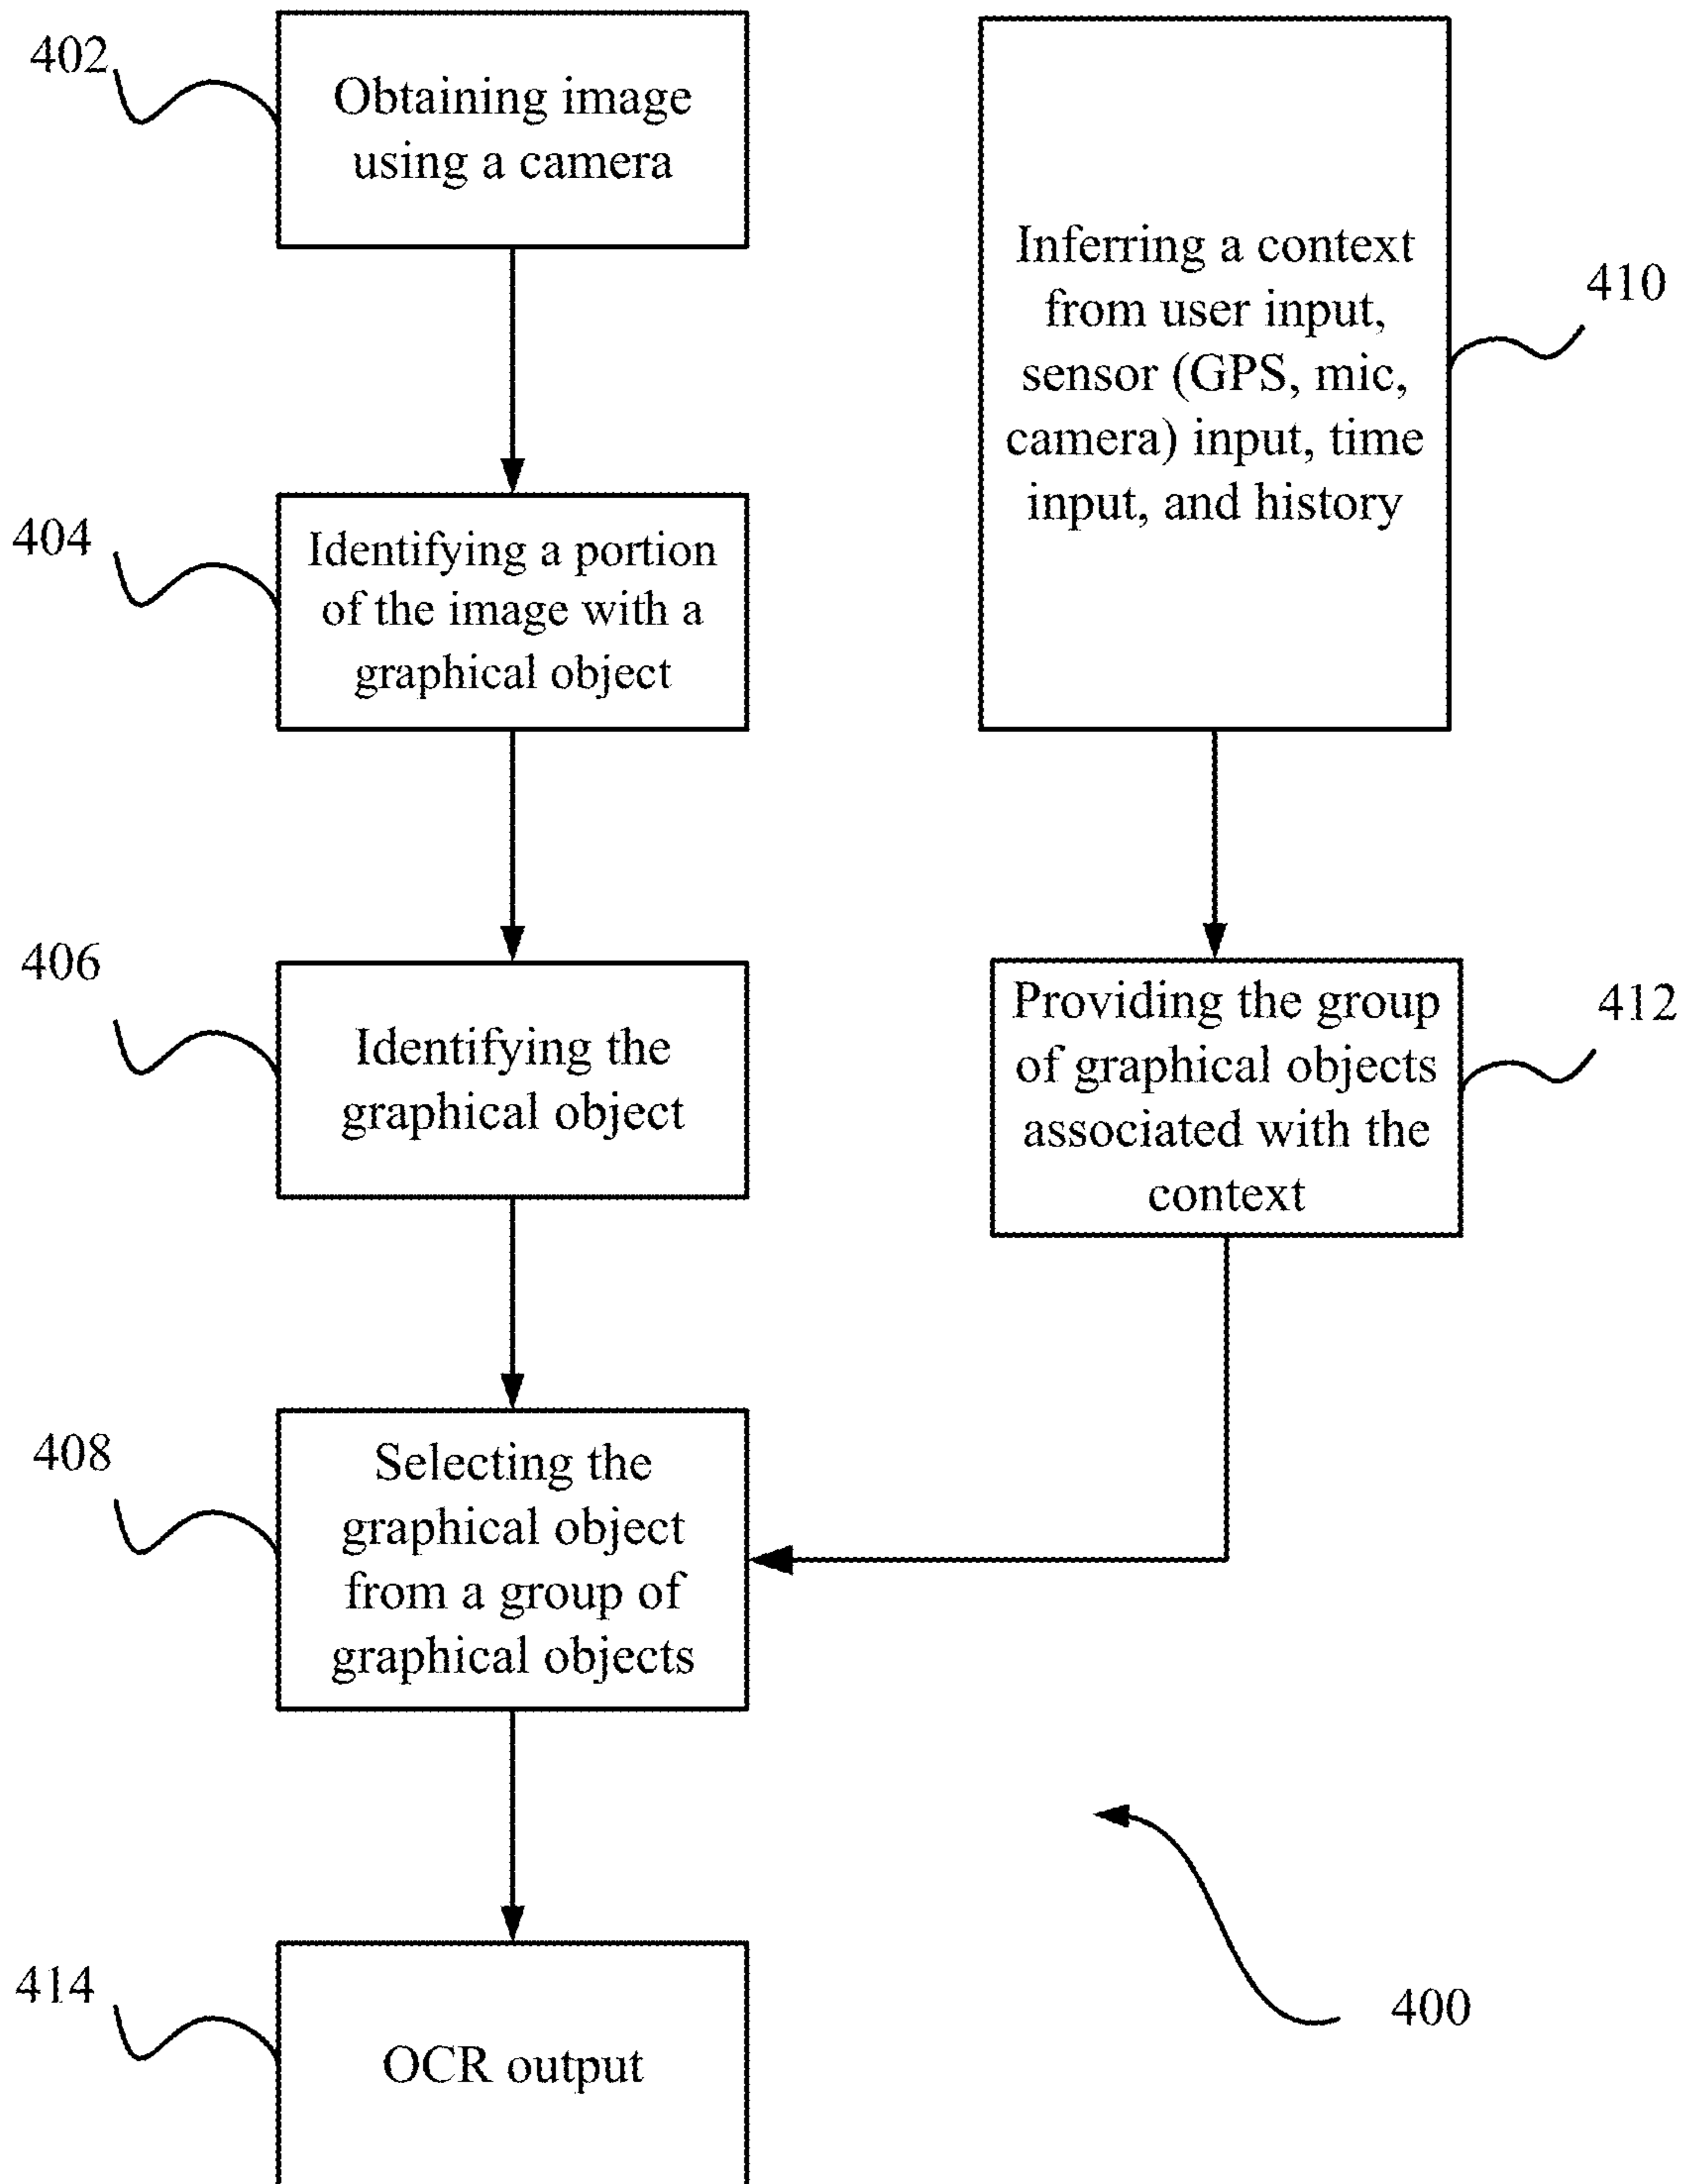 402
Obtaining image
using a camera
404
Identifying a portion
of the image with a
graphical object
406
Identifying the
graphical object
408
Selecting the
graphical object
from a group of
graphical objects
414
OCR output
Inferring a context
from user input,
sensor (GPS, mic,
camera) input, time
input, and history
410
Providing the group
of graphical objects
associated with the
context
412
400